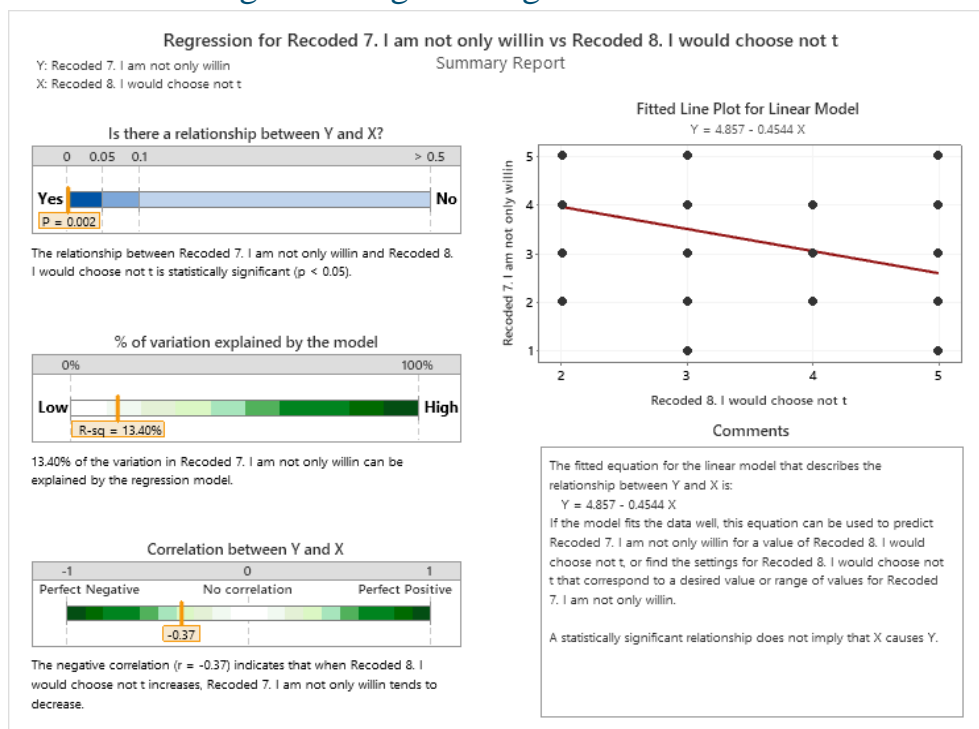 Regression for Recoded 7. I am not only willin vs Recoded 8. I would choose not t
Summary Report
Y: Recoded 7. I am not only willin
X: Recoded 8. I would choose not t
Is there a relationship between Y and X?
0 0.05 0.1 > 0.5
Yes No
P = 0.002
The relationship between Recoded 7. I am not only willin and Recoded 8.
I would choose not t is statistically significant (p < 0.05).
% of variation explained by the model
0% 100%
Low High
R-sq = 13.40%
13.40% of the variation in Recoded 7. I am not only willin can be
explained by the regression model.
Correlation between Y and X
-1 0 1
Perfect Negative No correlation Perfect Positive
-0.37
The negative correlation (r = -0.37) indicates that when Recoded 8. I
would choose not t increases, Recoded 7. I am not only willin tends to
decrease.
Fitted Line Plot for Linear Model
Y = 4.857 - 0.4544 X
Recoded 7. I am not only willin
5
4
3
2
1
2 3 4 5
Recoded 8. I would choose not t
Comments
The fitted equation for the linear model that describes the
relationship between Y and X is:
Y = 4.857 - 0.4544 X
If the model fits the data well, this equation can be used to predict
Recoded 7. I am not only willin for a value of Recoded 8. I would
choose not t, or find the settings for Recoded 8. I would choose not
t that correspond to a desired value or range of values for Recoded
7. I am not only willin.
A statistically significant relationship does not imply that X causes Y.